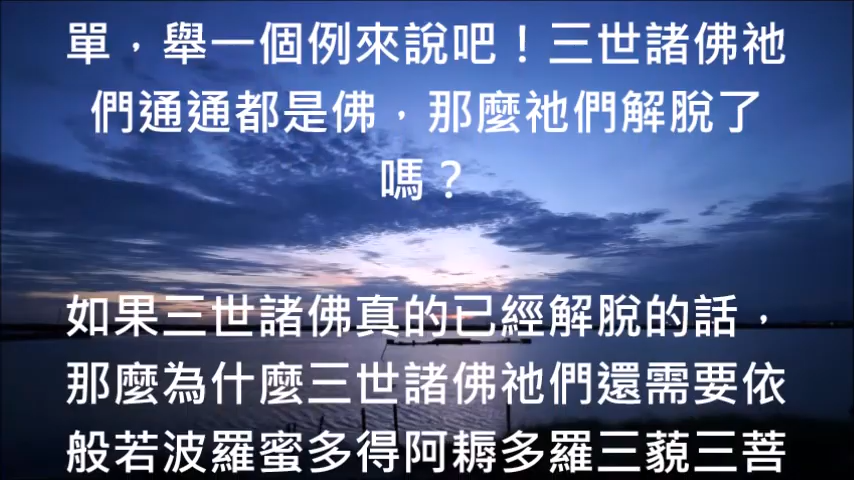 單，舉一個例來說吧！三世諸佛祂
們通通都是佛，那麼祂們解脫了
嗎？
如果三世諸佛真的已經解脫的話，
那麼為什麼三世諸佛祂們還需要依
般若波羅蜜多得阿耨多羅三藐三菩